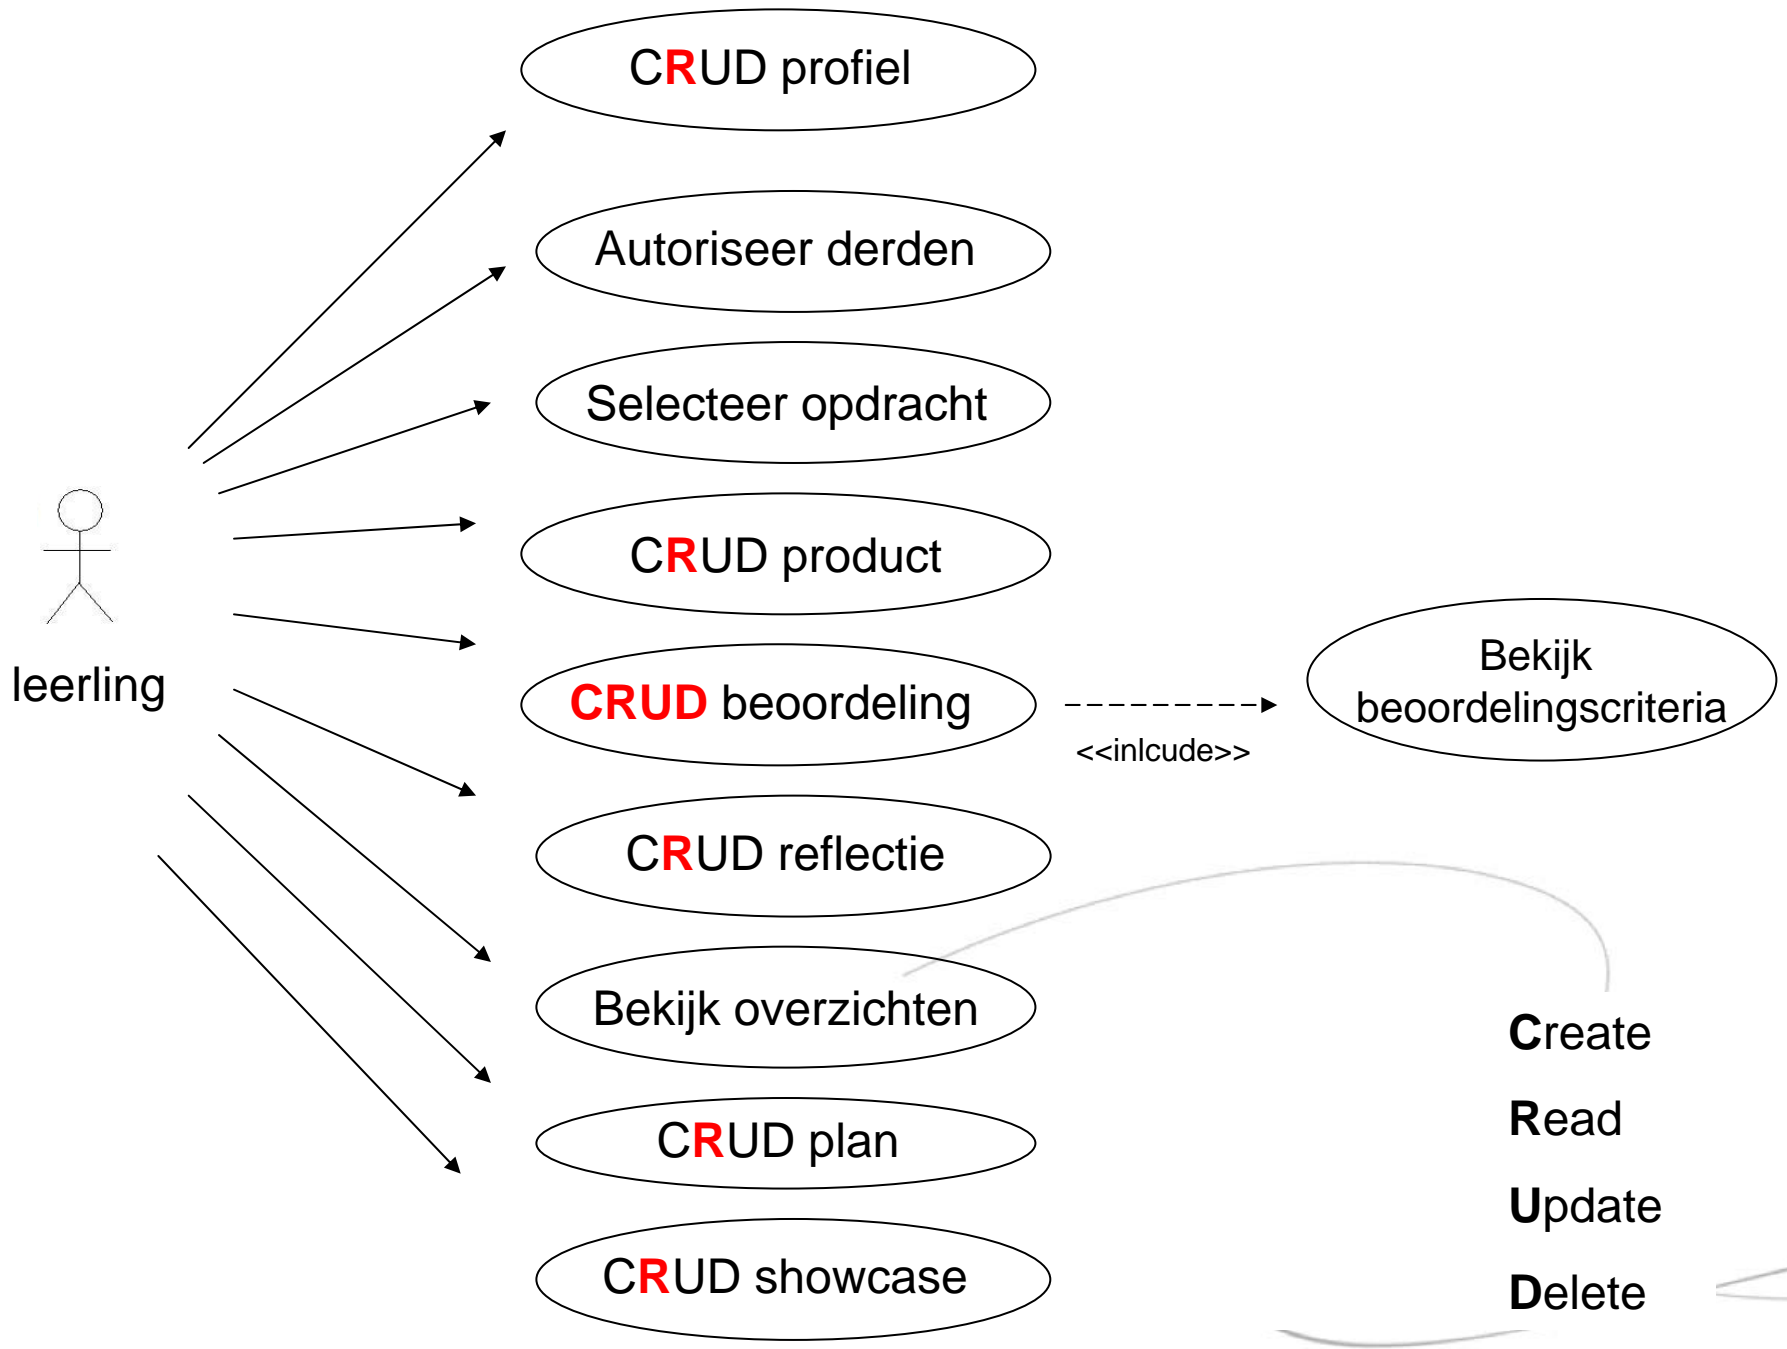 CRUD profiel
Autoriseer derden
Selecteer opdracht
CRUD product
leerling
CRUD beoordeling
<<inlcude>>
Bekijk
beoordelingscriteria
CRUD reflectie
Bekijk overzichten
CRUD plan
CRUD showcase
Create
Read
Update
Delete